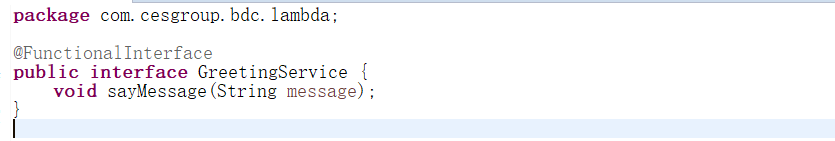 package com.cesgroup.bdc.lambda;
@FunctionalInterface
public interface GreetingService {
void sayMessage(String message);
}